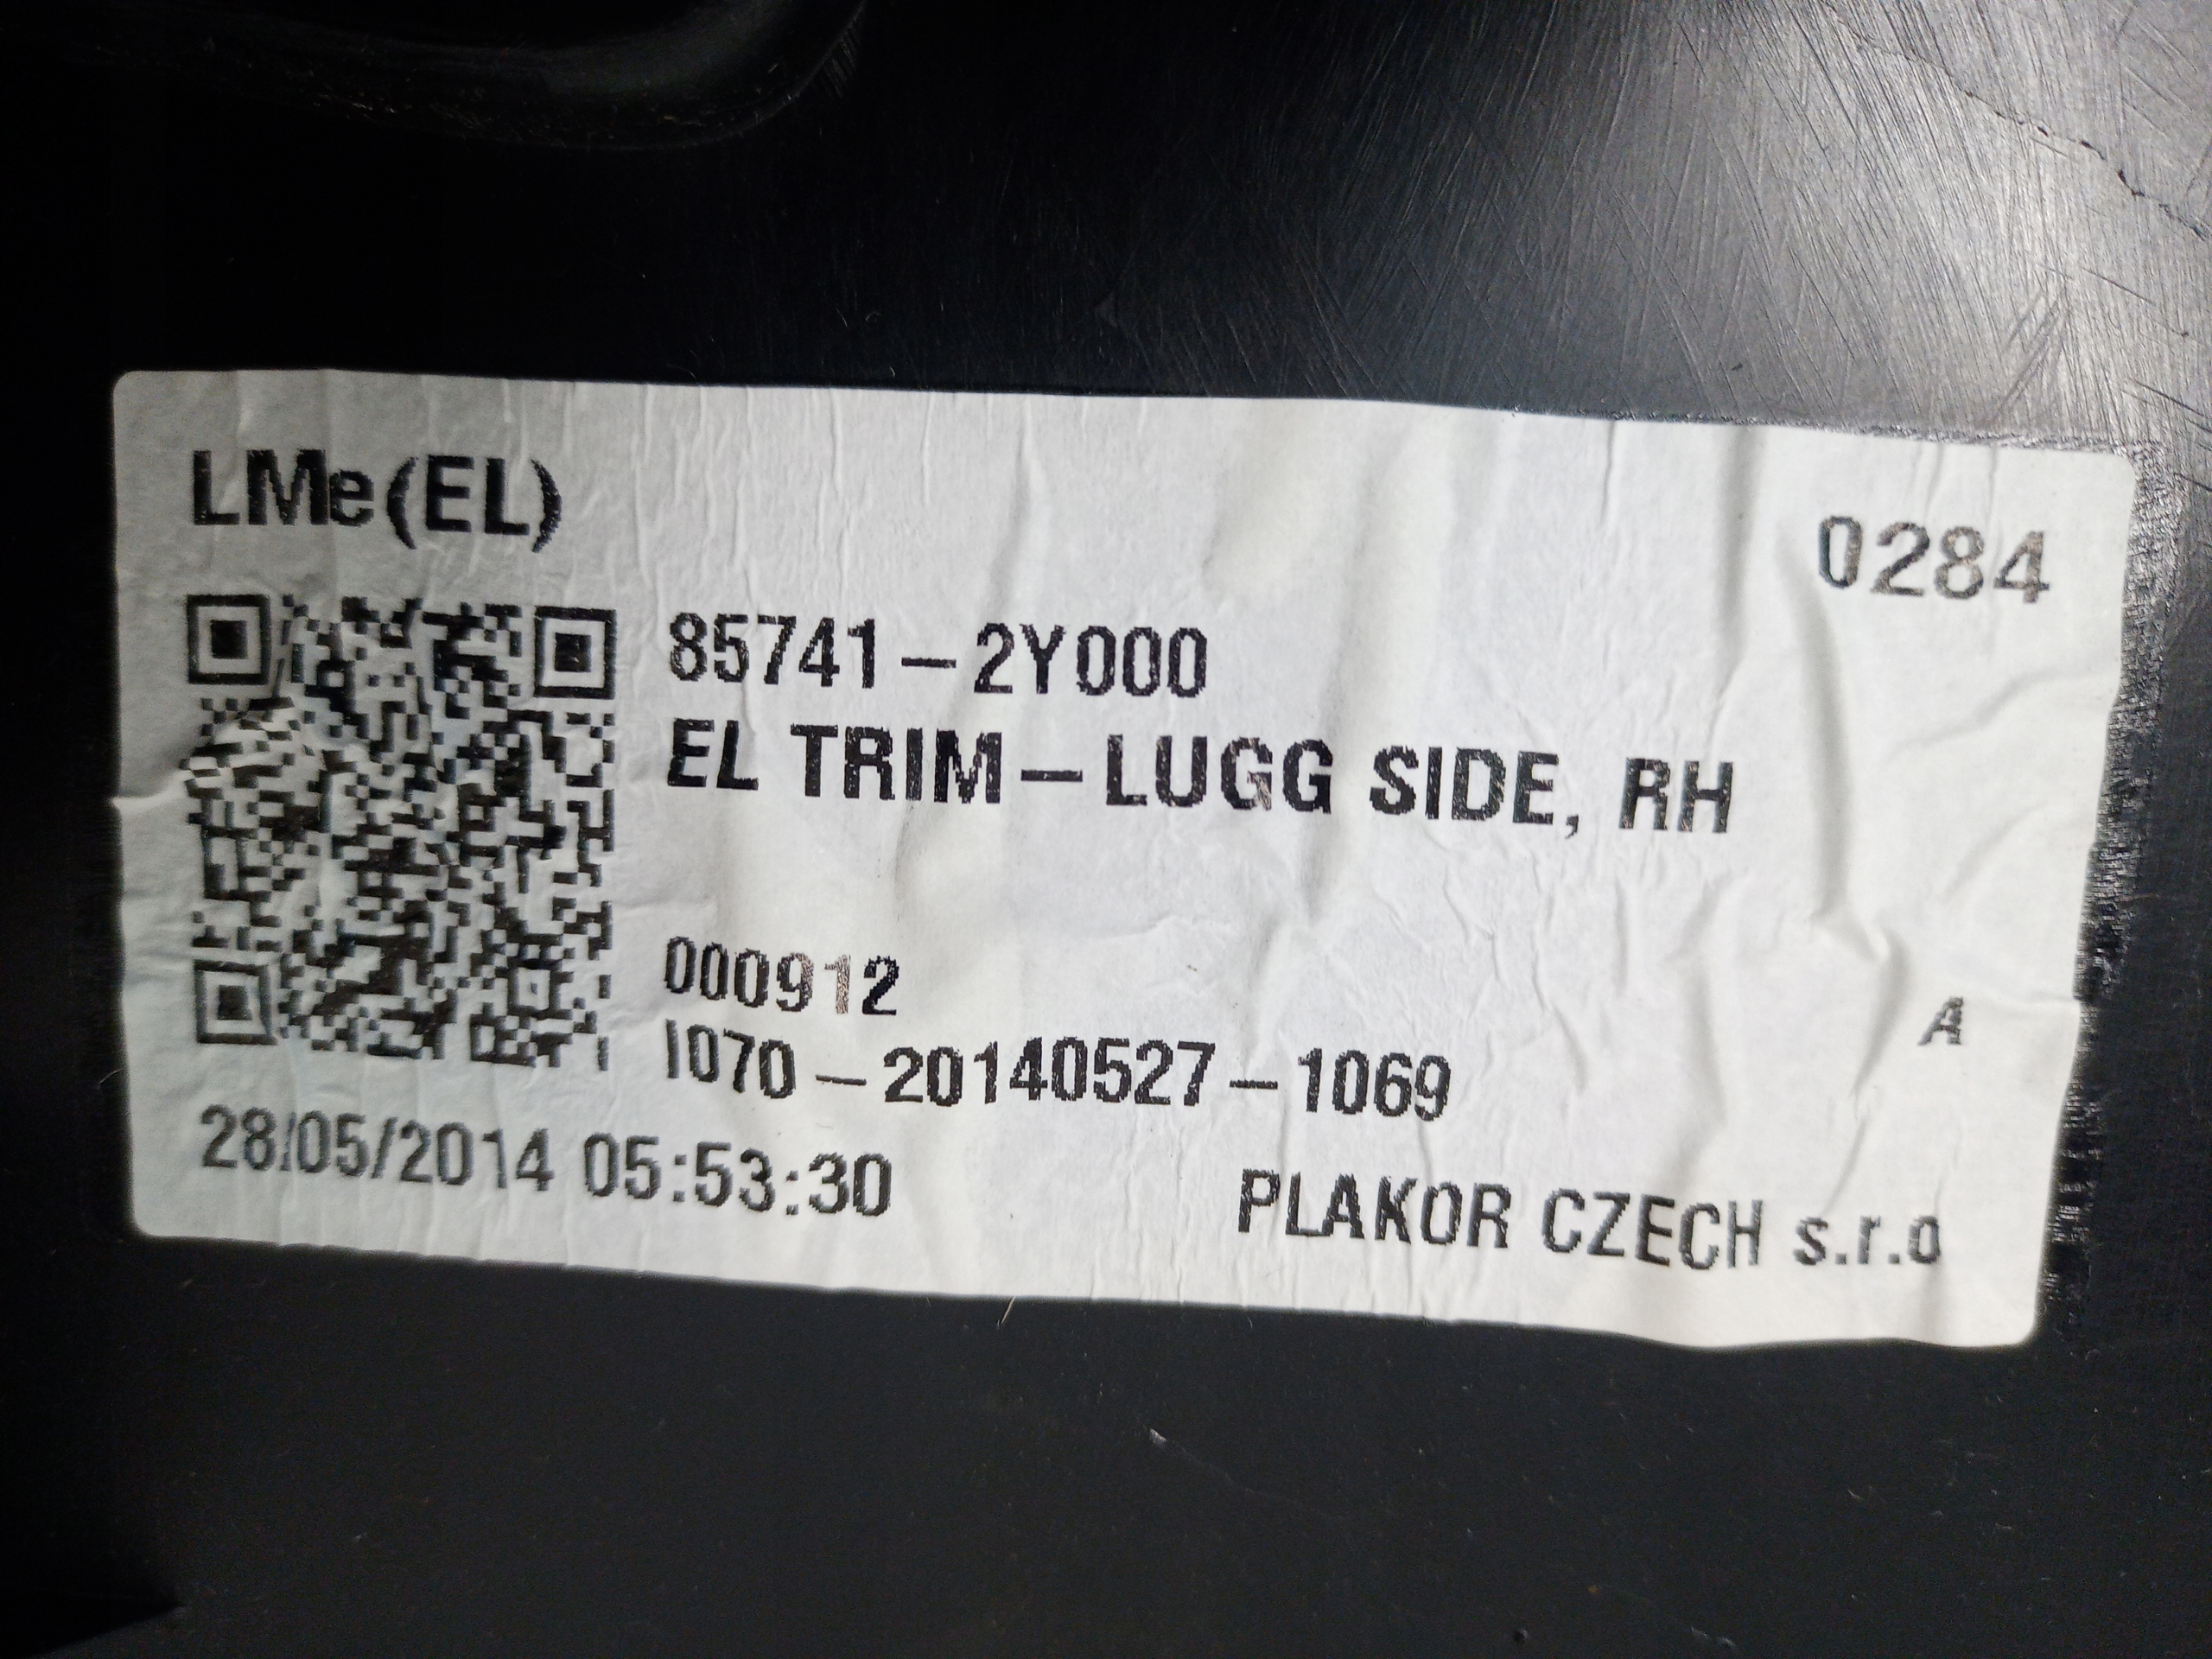 LMe(EL)
0284
85741-2Y000
EL TRIM-LUGG SIDE, RH
000912
A
I070-20140527-1069
28/05/2014 05:53:30
PLAKOR CZECH s.r.o